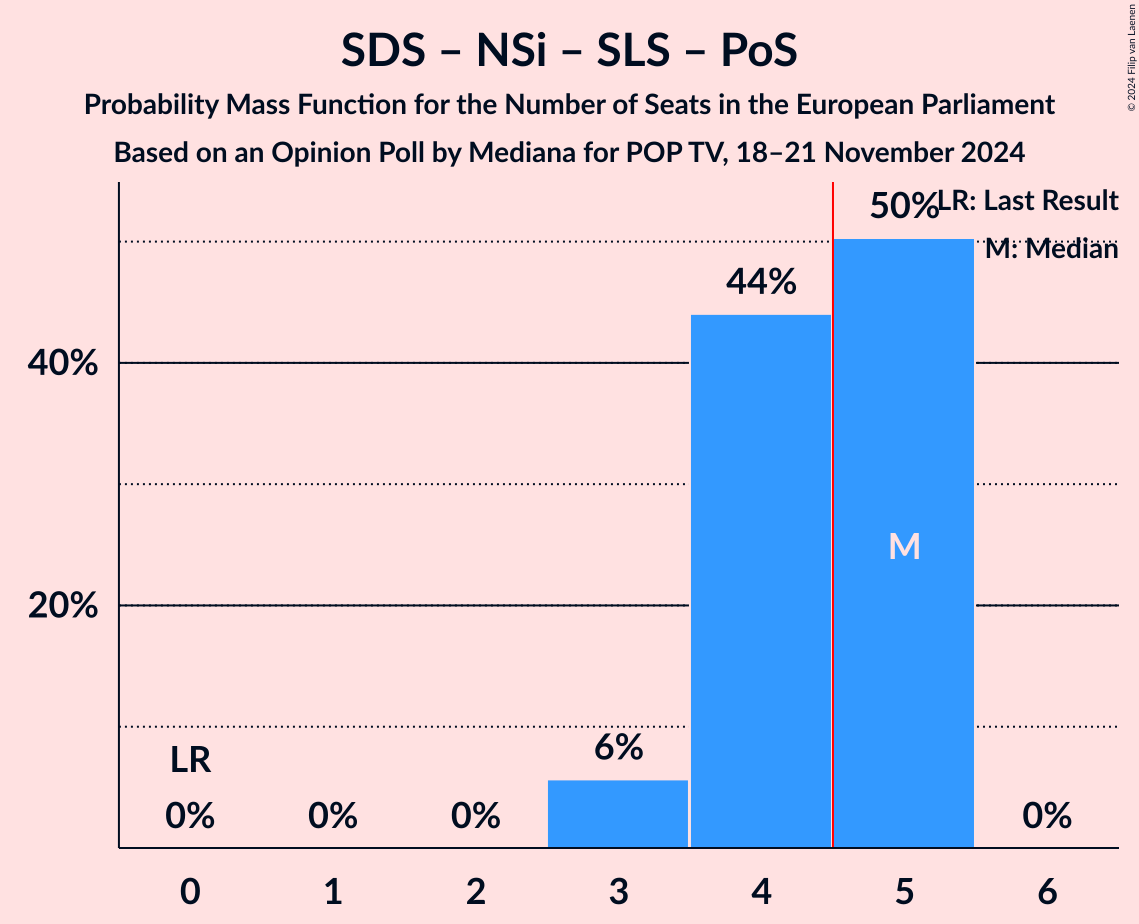 SDS – NSi – SLS – PoS
Probability Mass Function for the Number of Seats in the European Parliament
Based on an Opinion Poll by Mediana for POP TV, 18–21 November 2024
© 2024 Filip van Laenen
LR: Last Result
M: Median
50%
44%
40%
M
20%
6%
LR
0%
0%
0%
0%
0
1
2
3
4
5
6